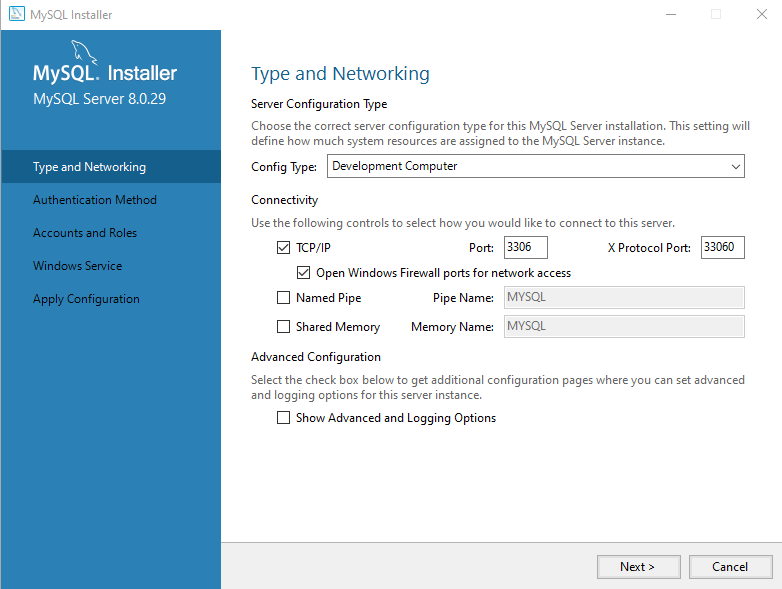 MySQL Installer
MySQL. Installer
MySQL Server 8.0.29
Type and Networking
Authentication Method
Accounts and Roles
Windows Service
Apply Configuration
Type and Networking
Server Configuration Type
Choose the correct server configuration type for this MySQL Server installation. This setting will
define how much system resources are assigned to the MySQL Server instance.
Config Type: Development Computer
Connectivity
Use the following controls to select how you would like to connect to this server.
TCP/IP Port: 3306 X Protocol Port: 33060
Open Windows Firewall ports for network access
Named Pipe Pipe Name: MYSQL
Shared Memory Memory Name: MYSQL
Advanced Configuration
Select the check box below to get additional configuration pages where you can set advanced
and logging options for this server instance.
Show Advanced and Logging Options
Next > Cancel